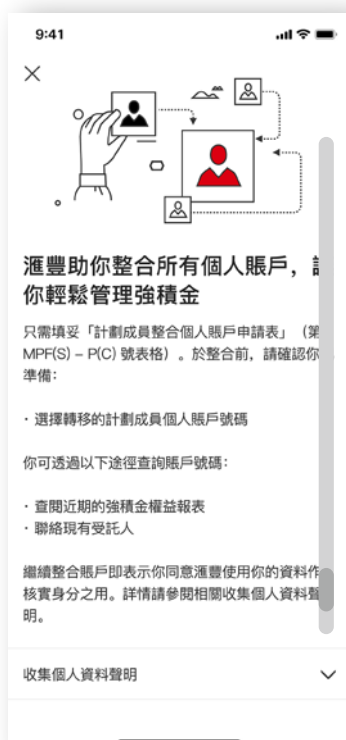 9:41
滙豐助你整合所有個人賬戶，
你輕鬆管理強積金
只需填妥「計劃成員整合個人賬戶申請表」（第
MPF(S) – P(C) 號表格）。於整合前，請確認你
準備：
· 選擇轉移的計劃成員個人賬戶號碼
你可透過以下途徑查詢賬戶號碼：
· 查閱近期的強積金權益報表
· 聯絡現有受託人
繼續整合賬戶即表示你同意滙豐使用你的資料作
核實身分之用。詳情請參閱相關收集個人資料聲
明。
收集個人資料聲明